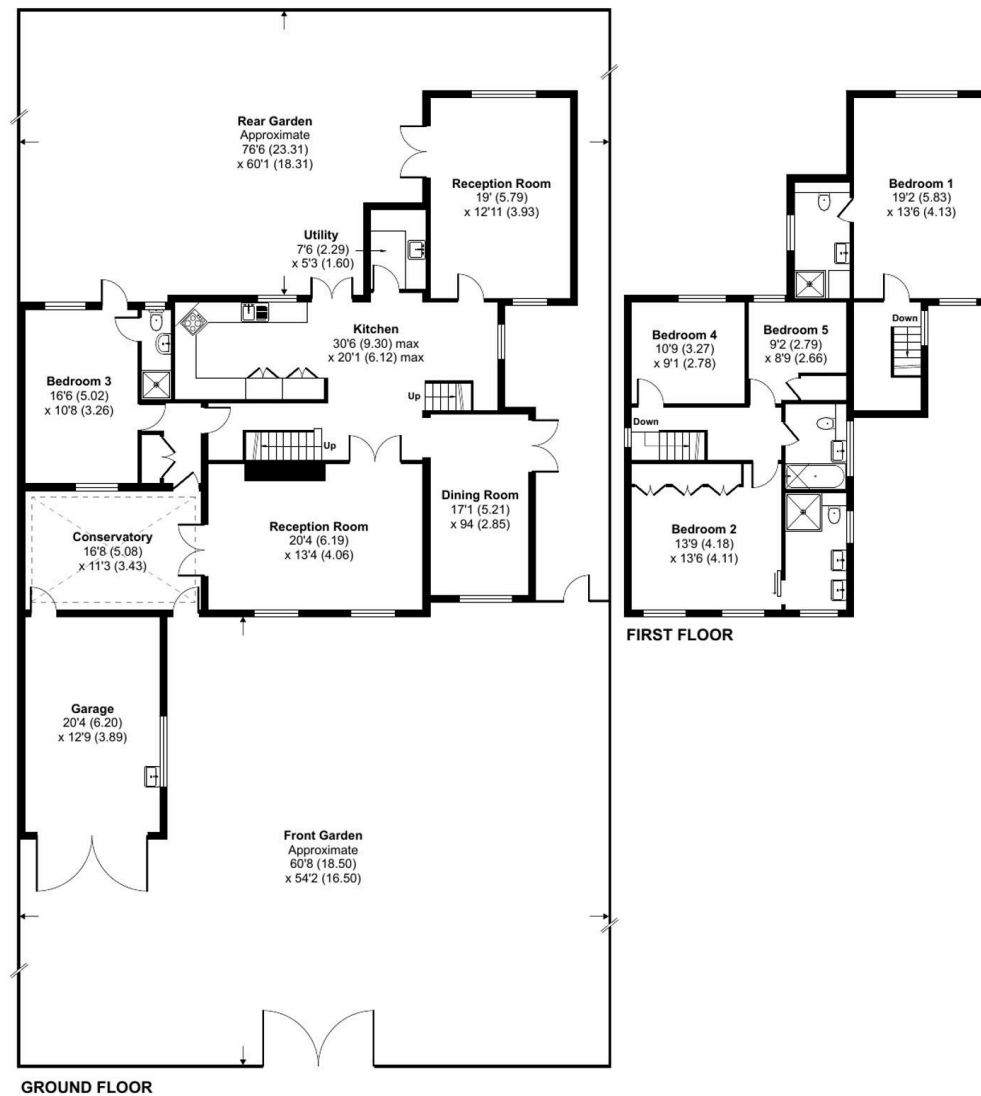 Rear Garden
Approximate
76'6 (23.31)
x 60'1 (18.31)
Reception Room
19' (5.79)
x 12'11 (3.93)
Utility
7'6 (2.29)
x 5'3 (1.60)
Kitchen
30'6 (9.30) max
x 20'1 (6.12) max
Bedroom 3
16'6 (5.02)
x 10'8 (3.26)
Up
Up
Dining Room
17'1 (5.21)
x 94 (2.85)
Reception Room
20'4 (6.19)
x 13'4 (4.06)
Conservatory
16'8 (5.08)
x 11'3 (3.43)
Garage
20'4 (6.20)
x 12'9 (3.89)
Front Garden
Approximate
60'8 (18.50)
x 54'2 (16.50)
GROUND FLOOR
Bedroom 1
19'2 (5.83)
x 13'6 (4.13)
Down
Bedroom 4
10'9 (3.27)
x 9'1 (2.78)
Bedroom 5
9'2 (2.79)
x 8'9 (2.66)
Down
Bedroom 2
13'9 (4.18)
x 13'6 (4.11)
FIRST FLOOR